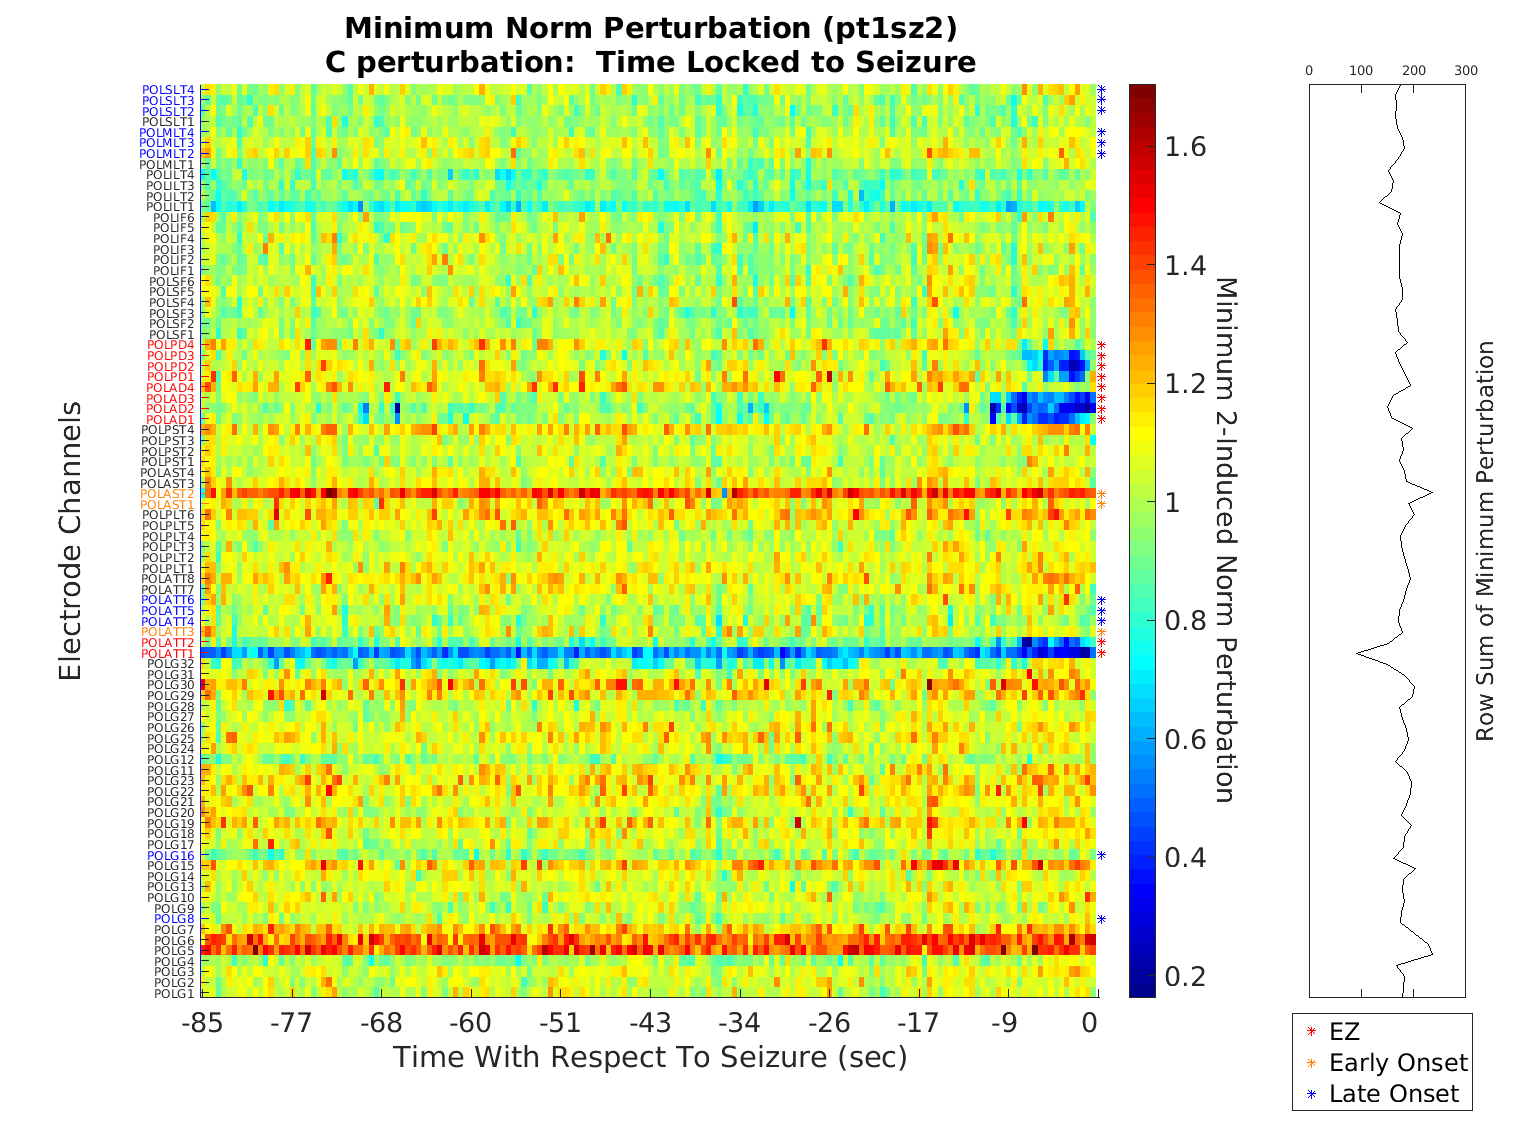 Minimum Norm Perturbation (pt1sz2)
C perturbation:  Time Locked to Seizure
Electrode Channels
POLSLT4
POLSLT3
POLSLT2
POLSLT1
POLMLT4
POLMLT3
POLMLT2
POLMLT1
POLILT4
POLILT3
POLILT2
POLILT1
POLIF6
POLIF5
POLIF4
POLIF3
POLIF2
POLIF1
POLSF6
POLSF5
POLSF4
POLSF3
POLSF2
POLSF1
POLPD4
POLPD3
POLPD2
POLPD1
POLAD4
POLAD3
POLAD2
POLAD1
POLPST4
POLPST3
POLPST2
POLPST1
POLAST4
POLAST3
POLAST2
POLAST1
POLPLT6
POLPLT5
POLPLT4
POLPLT3
POLPLT2
POLPLT1
POLATT8
POLATT7
POLATT6
POLATT5
POLATT4
POLATT3
POLATT2
POLATT1
POLG32
POLG31
POLG30
POLG29
POLG28
POLG27
POLG26
POLG25
POLG24
POLG12
POLG11
POLG23
POLG22
POLG21
POLG20
POLG19
POLG18
POLG17
POLG16
POLG15
POLG14
POLG13
POLG10
POLG9
POLG8
POLG7
POLG6
POLG5
POLG4
POLG3
POLG2
POLG1
-85 -77 -68 -60 -51 -43 -34 -26 -17 -9 0
Time With Respect To Seizure (sec)
1.6
1.4
1.2
1
0.8
0.6
0.4
0.2
Minimum 2-Induced Norm Perturbation
0 100 200 300
Row Sum of Minimum Perturbation
EZ
Early Onset
Late Onset